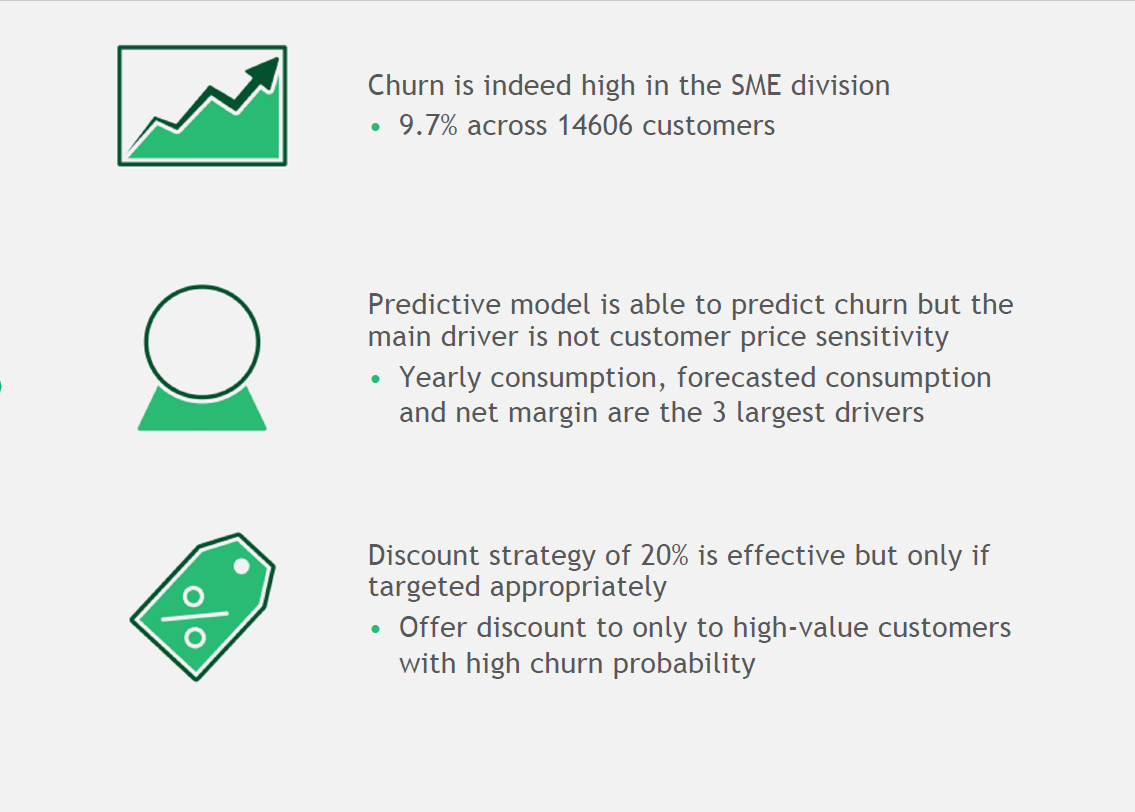 Churn is indeed high in the SME division
• 9.7% across 14606 customers
Predictive model is able to predict churn but the
main driver is not customer price sensitivity
• Yearly consumption, forecasted consumption
and net margin are the 3 largest drivers
Discount strategy of 20% is effective but only if
targeted appropriately
• Offer discount to only to high-value customers
with high churn probability